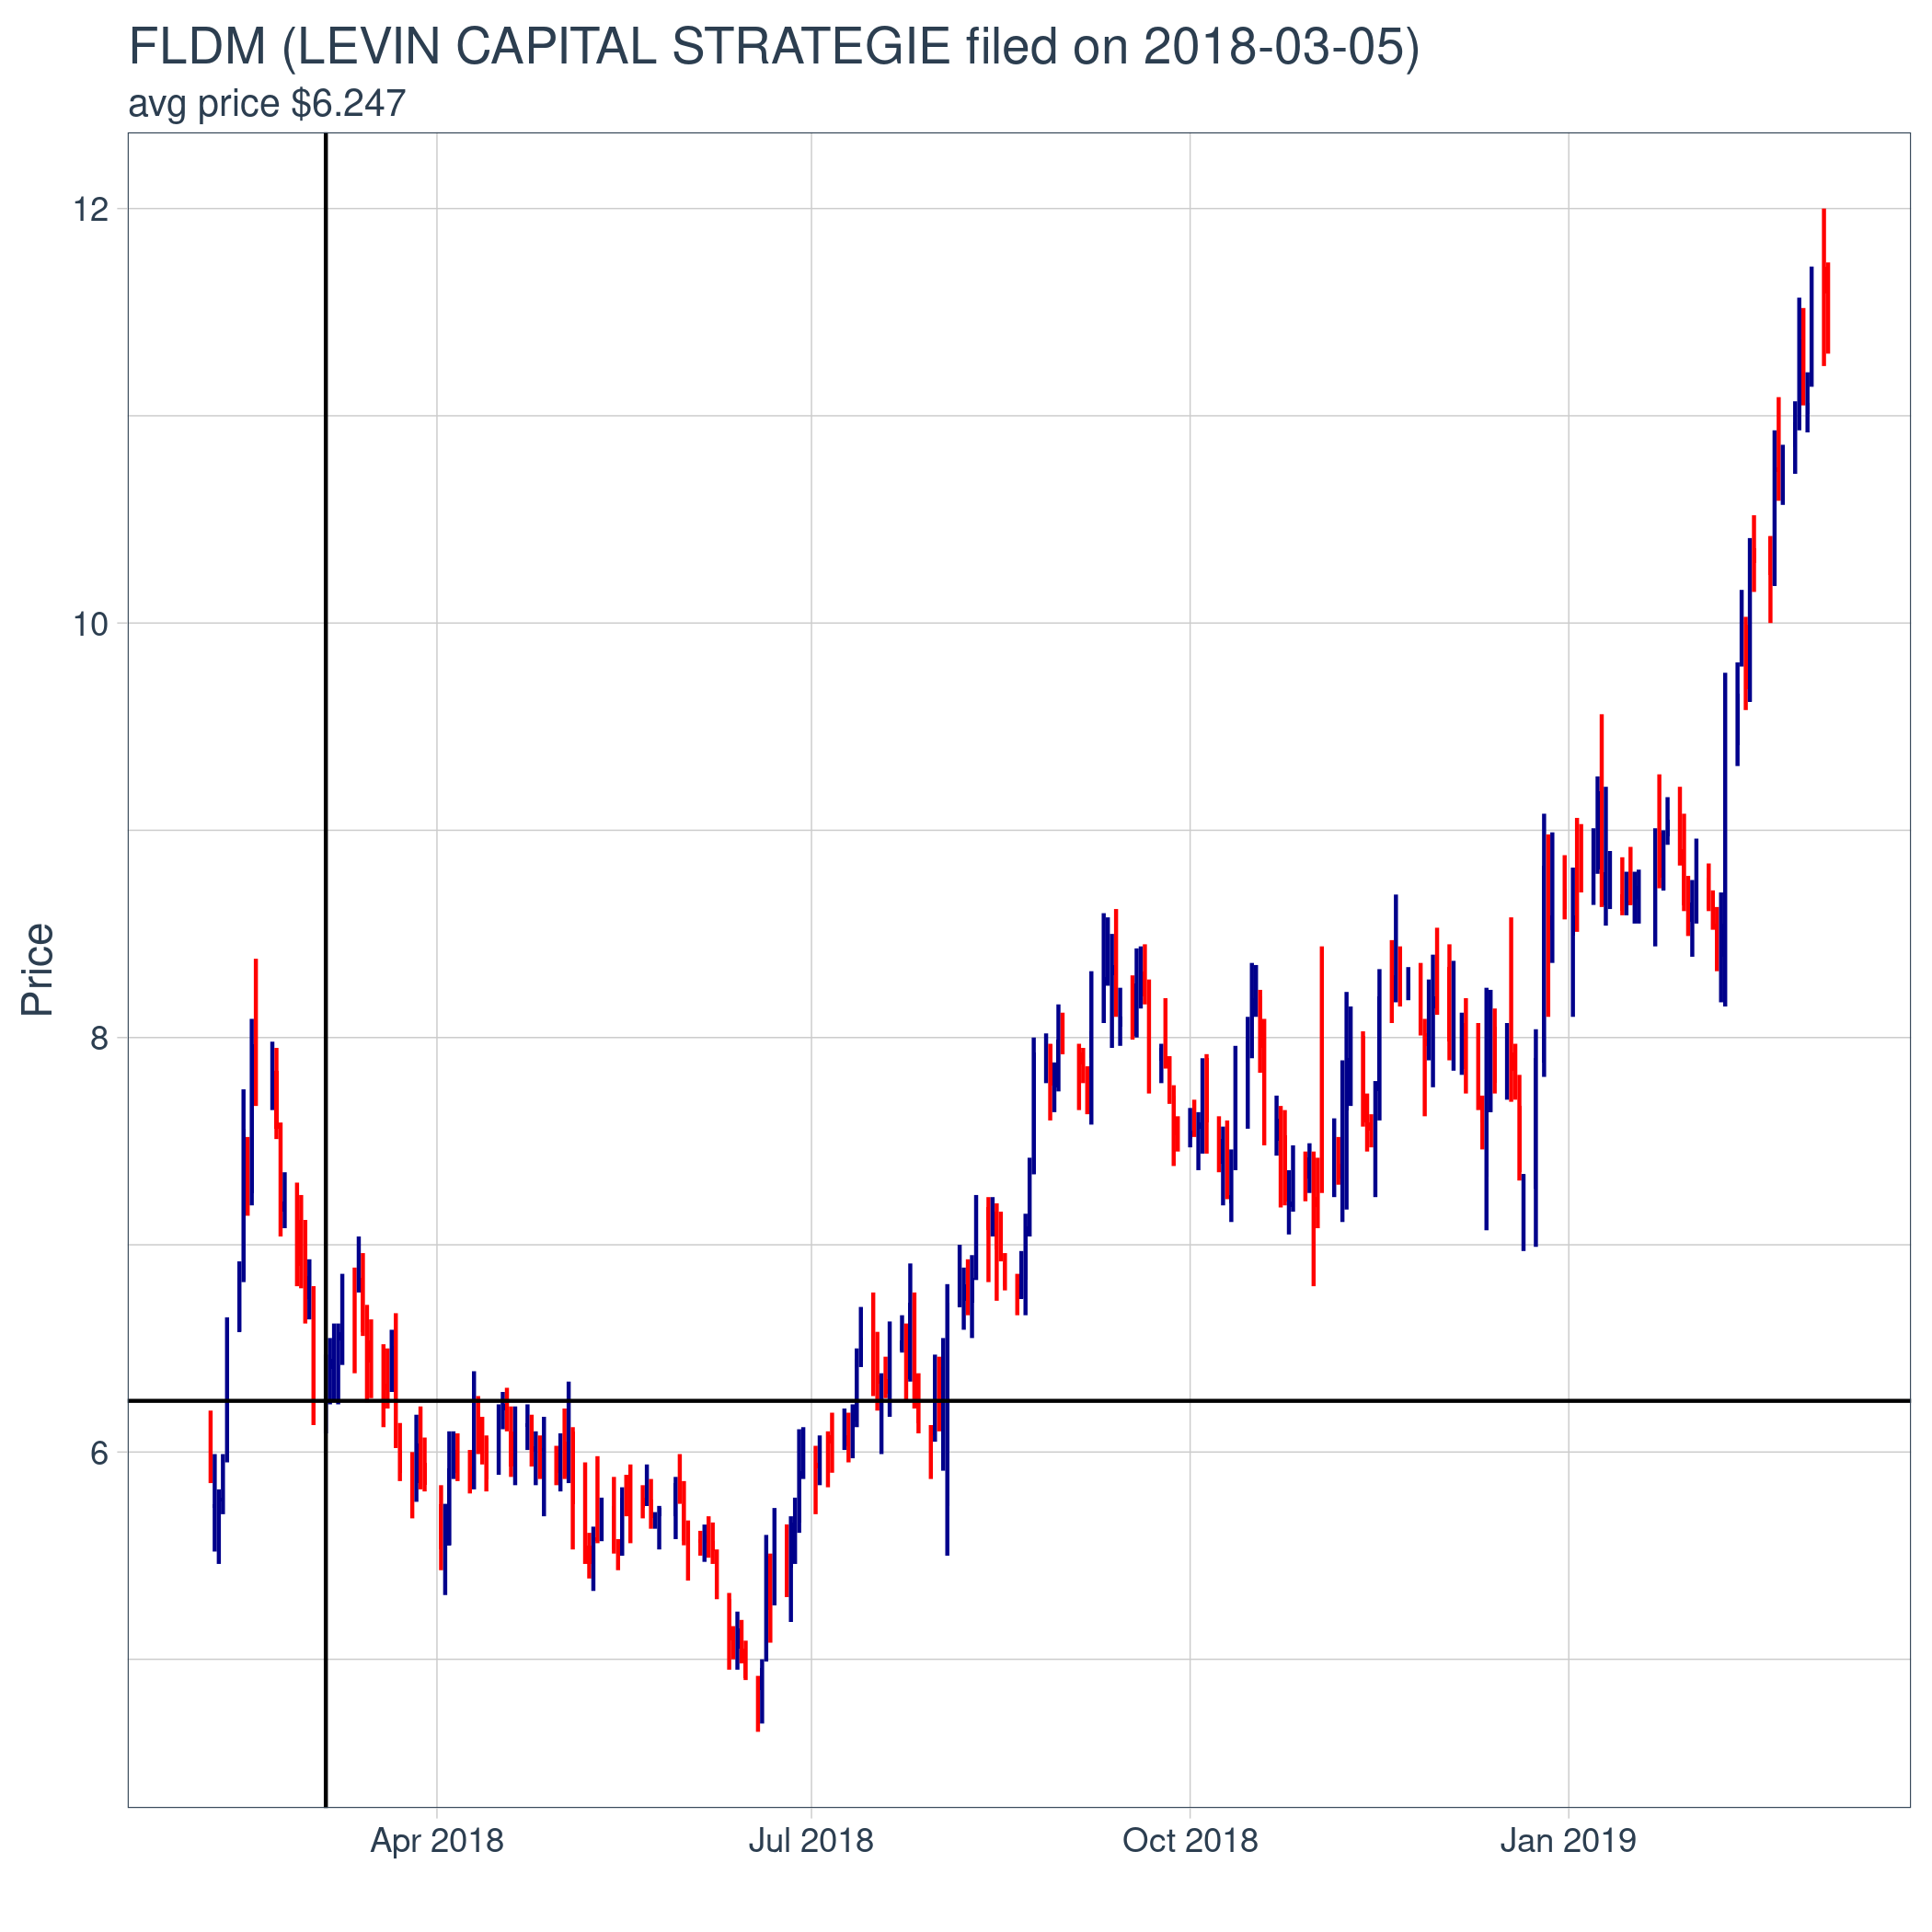 FLDM (LEVIN CAPITAL STRATEGIE filed on 2018-03-05)
avg price $6.247
12
10
Price
8
6
Apr 2018 Jul 2018 Oct 2018 Jan 2019